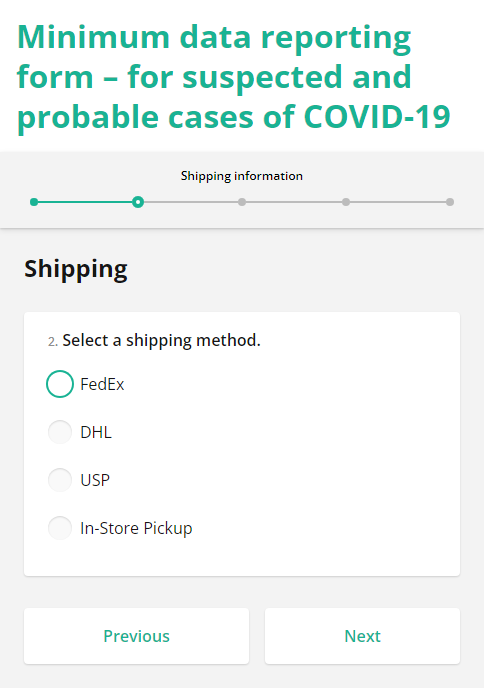 Minimum data reporting
form – for suspected and
probable cases of COVID-19
Shipping information
Shipping
2. Select a shipping method.
FedEx
DHL
USP
In-Store Pickup
Previous
Next